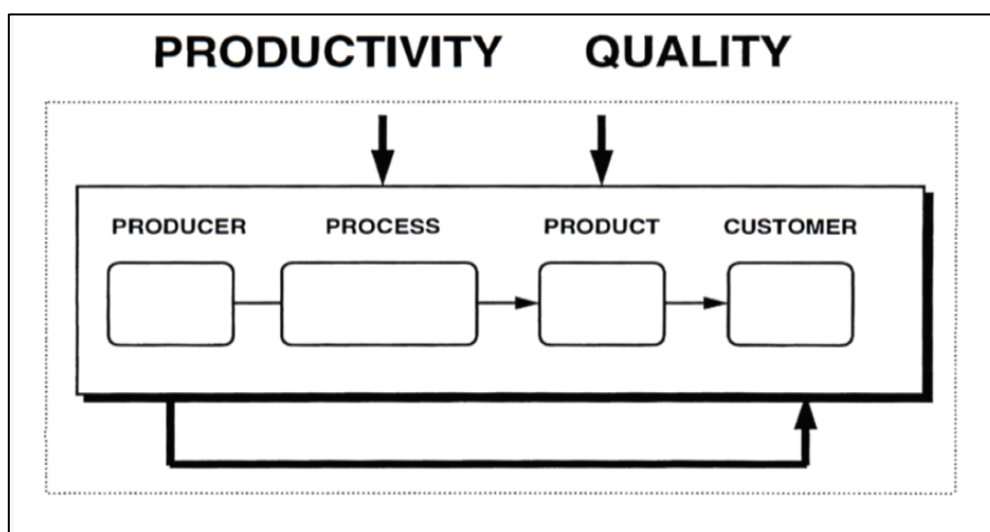 PRODUCTIVITY QUALITY
PRODUCER PROCESS PRODUCT CUSTOMER